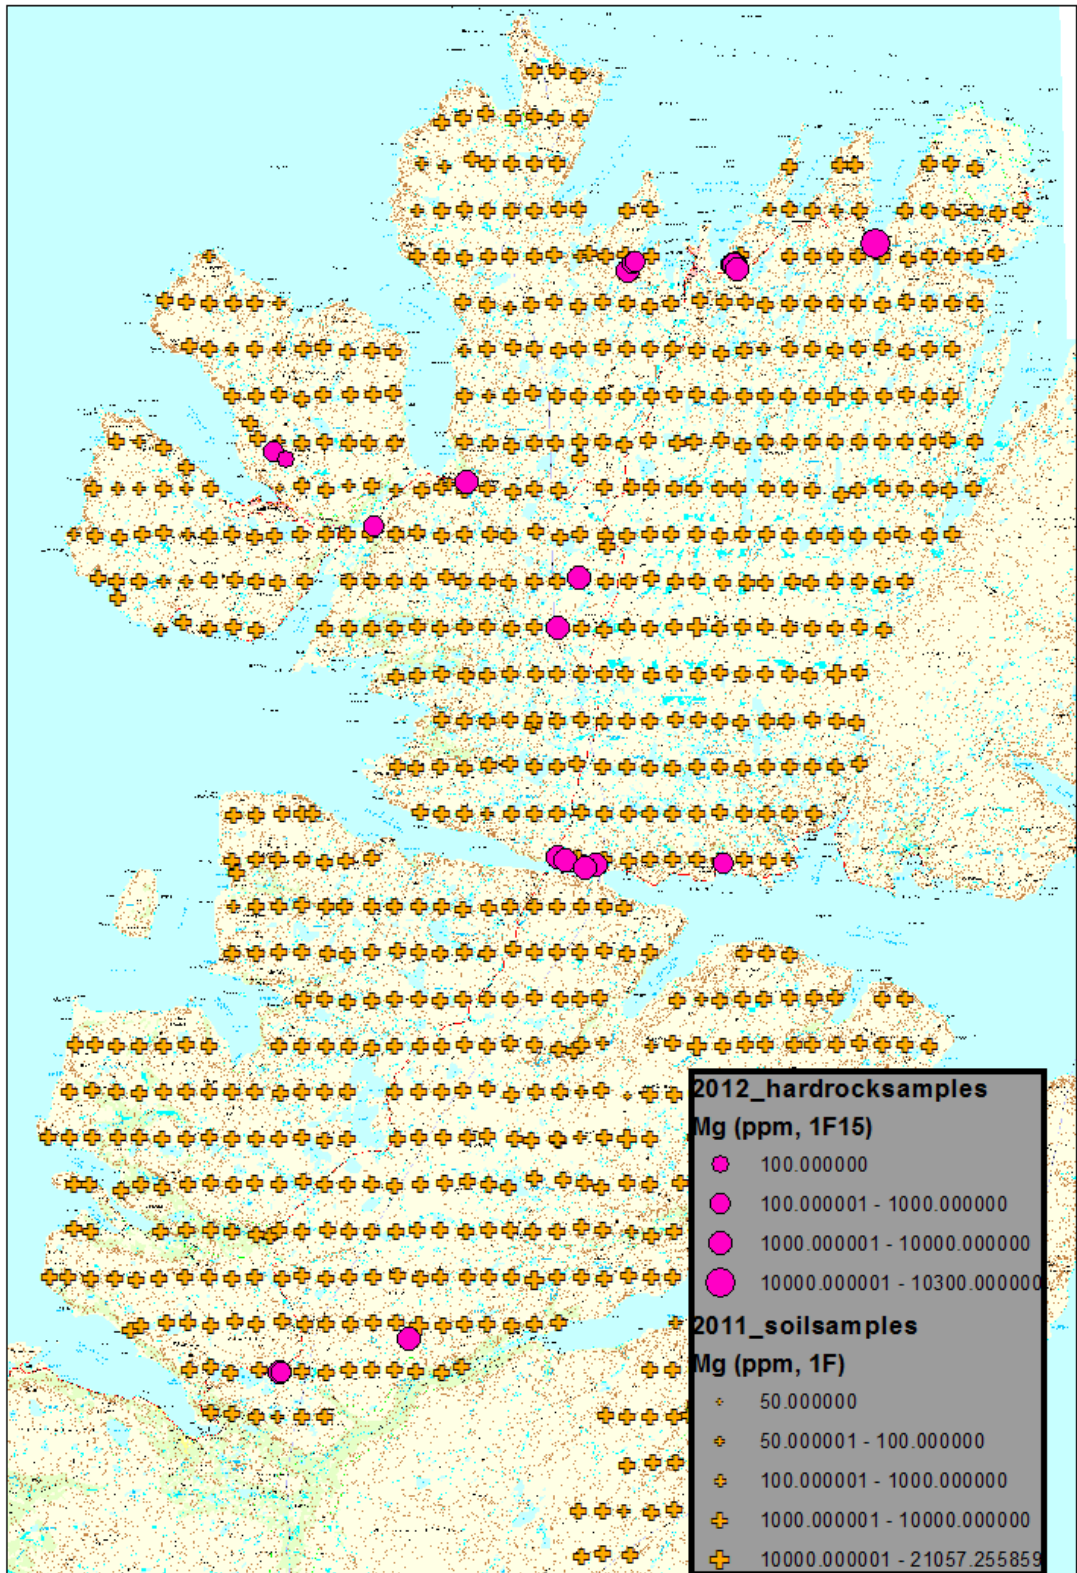 2012_hardrocksamples
Mg (ppm, 1F15)
100.000000
100.000001 - 1000.000000
1000.000001 - 10000.000000
10000.000001 - 10300.000000
2011_soilsamples
Mg (ppm, 1F)
50.000000
50.000001 - 100.000000
100.000001 - 1000.000000
1000.000001 - 10000.000000
10000.000001 - 21057.255859